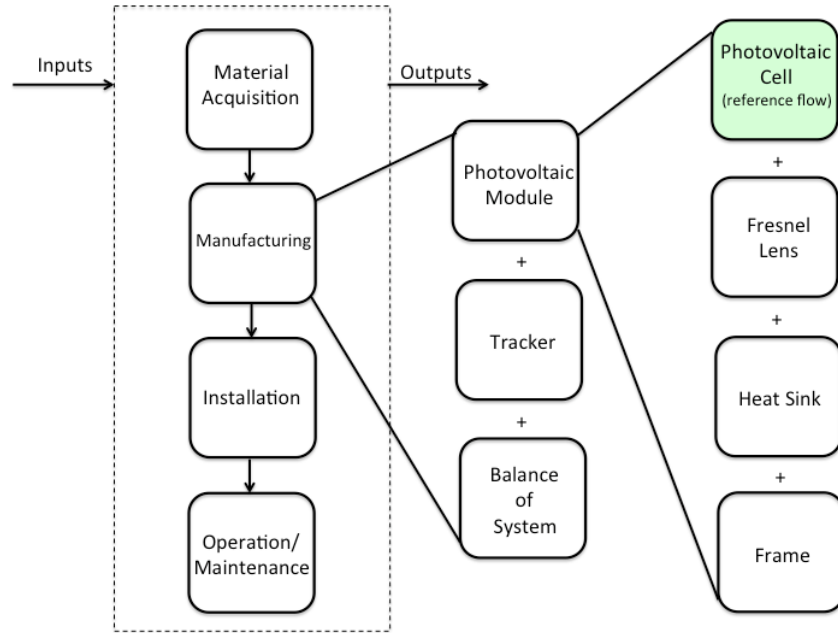 Inputs
Material
Acquisition
Manufacturing
Installation
Operation/
Maintenance
Outputs
Photovoltaic
Module
+
Tracker
+
Balance
of
System
Photovoltaic
Cell
(reference flow)
+
Fresnel
Lens
+
Heat Sink
+
Frame